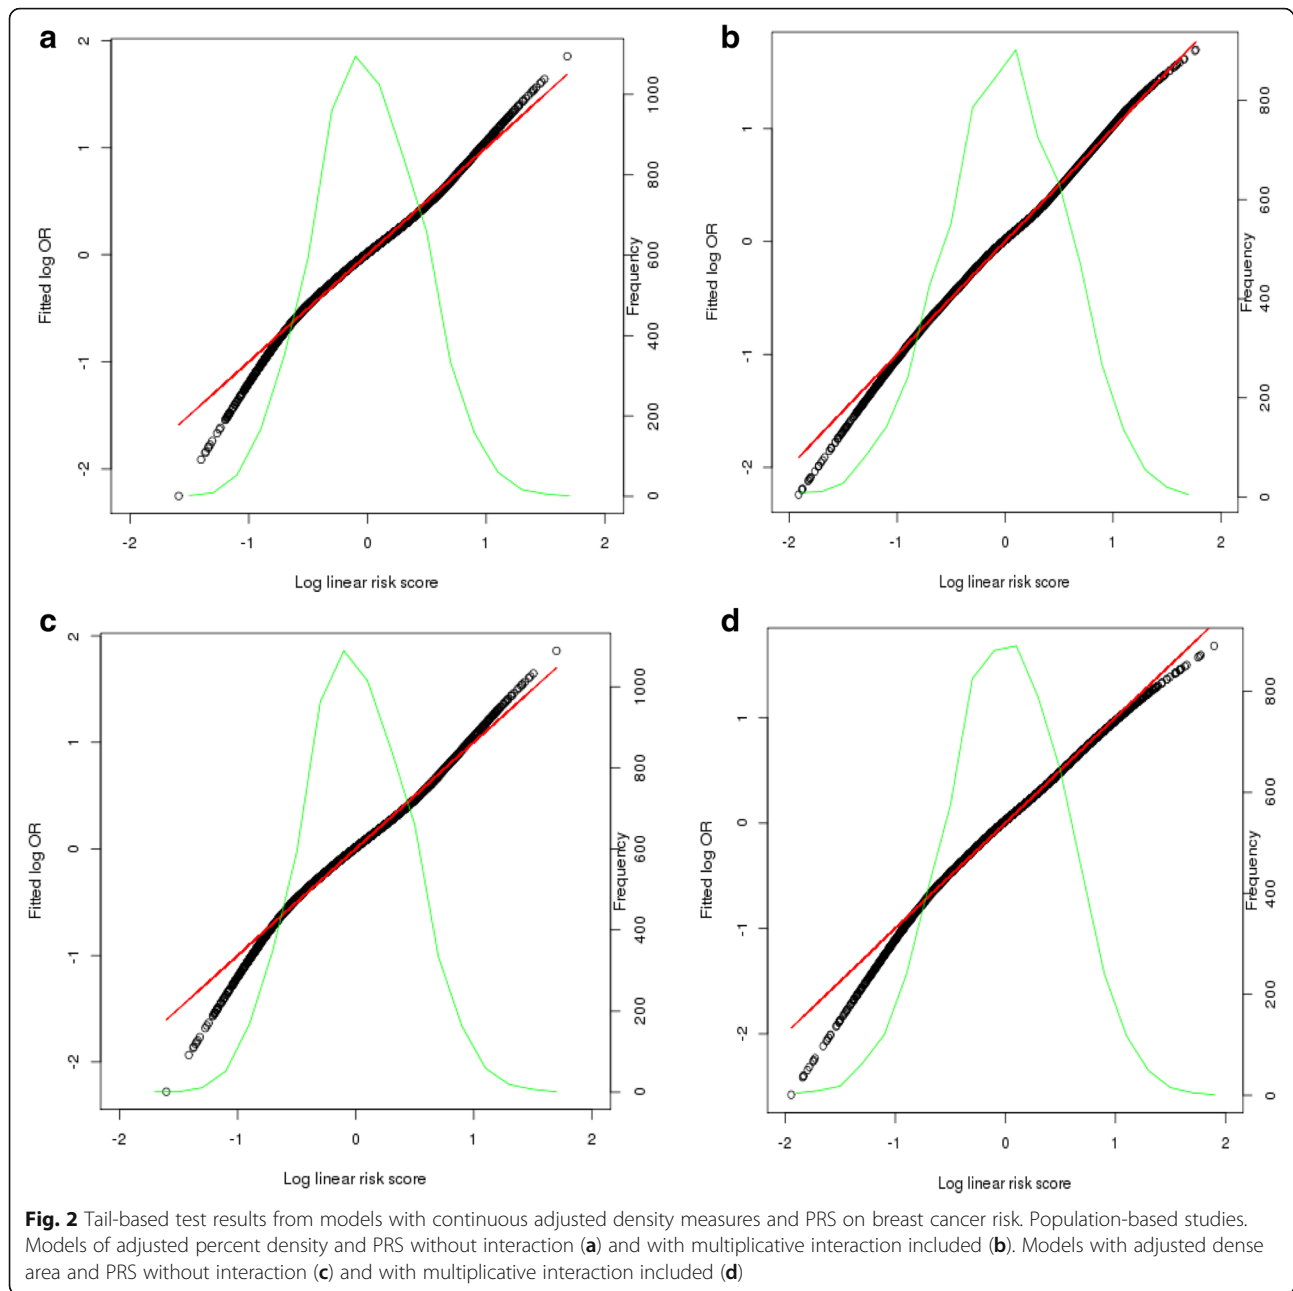 a
2
1
0
-1
-2
Fitted log OR
1000
800
600
400
200
0
Frequency
-2 -1 0 1 2
Log linear risk score
b
1
0
-1
-2
Fitted log OR
800
600
400
200
0
Frequency
-2 -1 0 1 2
Log linear risk score
c
2
1
0
-1
-2
Fitted log OR
1000
800
600
400
200
0
Frequency
-2 -1 0 1 2
Log linear risk score
d
1
0
-1
-2
Fitted log OR
800
600
400
200
0
Frequency
-2 -1 0 1 2
Log linear risk score
Fig. 2 Tail-based test results from models with continuous adjusted density measures and PRS on breast cancer risk. Population-based studies.
Models of adjusted percent density and PRS without interaction (a) and with multiplicative interaction included (b). Models with adjusted dense
area and PRS without interaction (c) and with multiplicative interaction included (d)